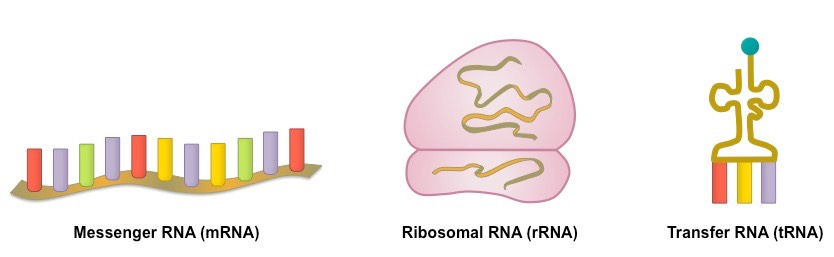 Messenger RNA (mRNA)
Ribosomal RNA (rRNA)
Transfer RNA (tRNA)